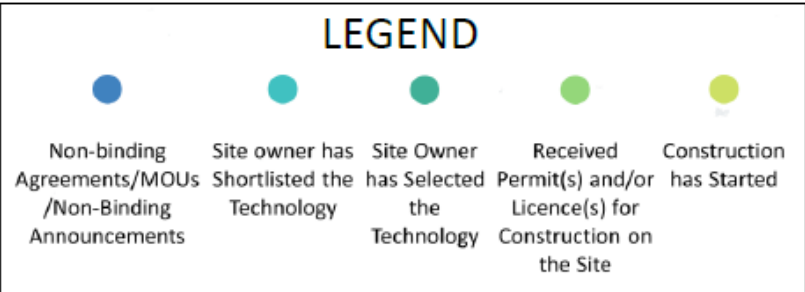 LEGEND
Non-binding
Agreements/MOUs
/Non-Binding
Announcements
Site owner has
Shortlisted the
Technology
Site Owner
has Selected
the
Technology
Received
Permit(s) and/or
Licence(s) for
Construction on
the Site
Construction
has Started